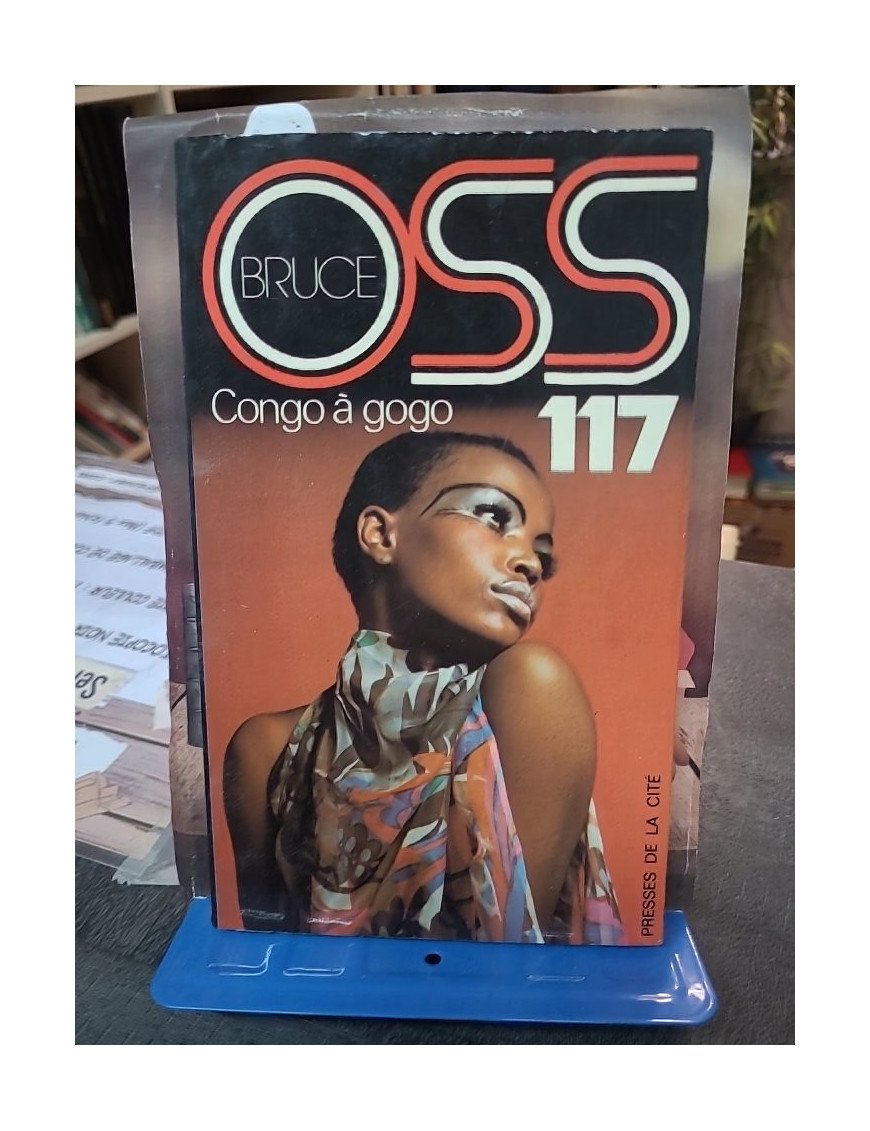 OSS
BRUCE
Congo à gogo
117
PRESSES DE LA CITÉ